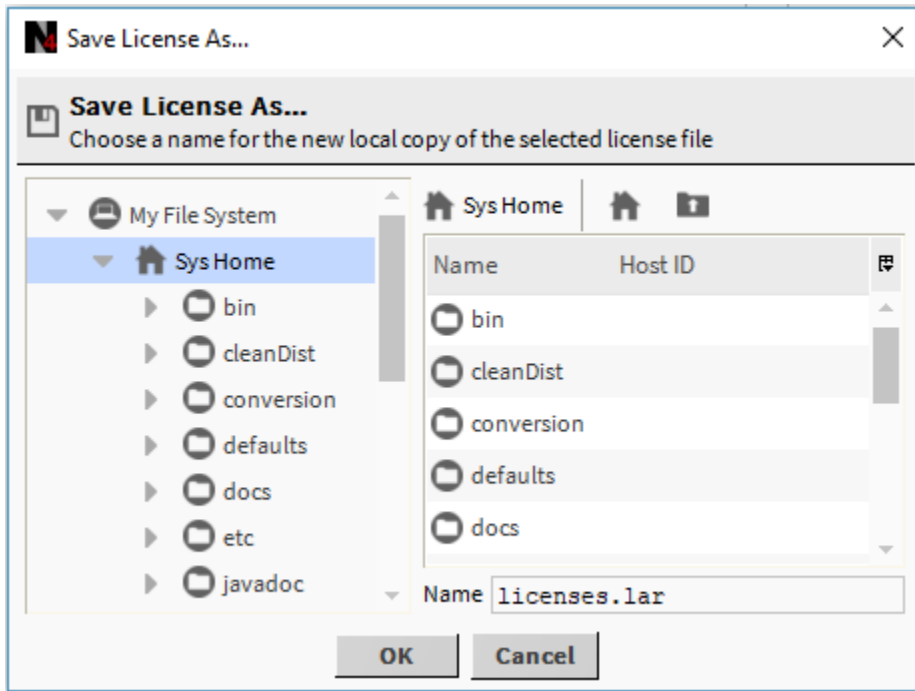 N4 Save License As...
Save License As...
Choose a name for the new local copy of the selected license file
My File System
Sys Home
bin
cleanDist
conversion
defaults
docs
etc
javadoc
Sys Home
Name Host ID
bin
cleanDist
conversion
defaults
docs
Name licenses.lar
OK Cancel